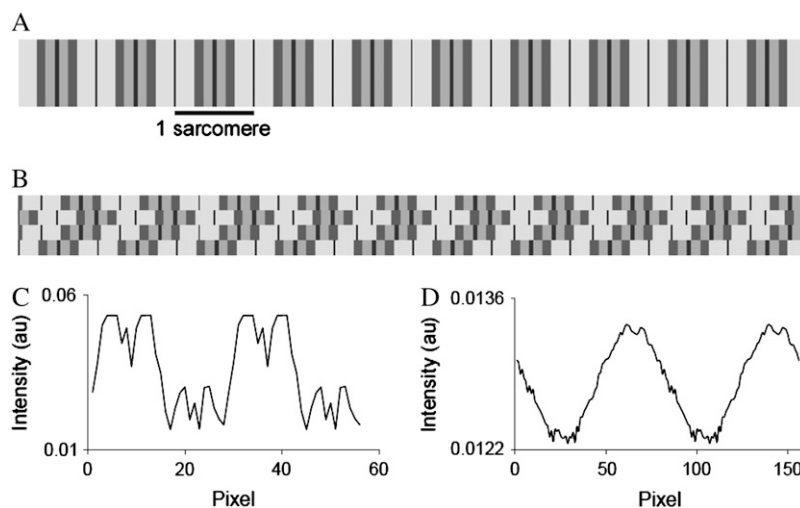 A
1 sarcomere
B
C
0.06
Intensity (au)
0.01
0
20
40
60
Pixel
D
0.0136
Intensity (au)
0.0122
0
50
100
150
Pixel